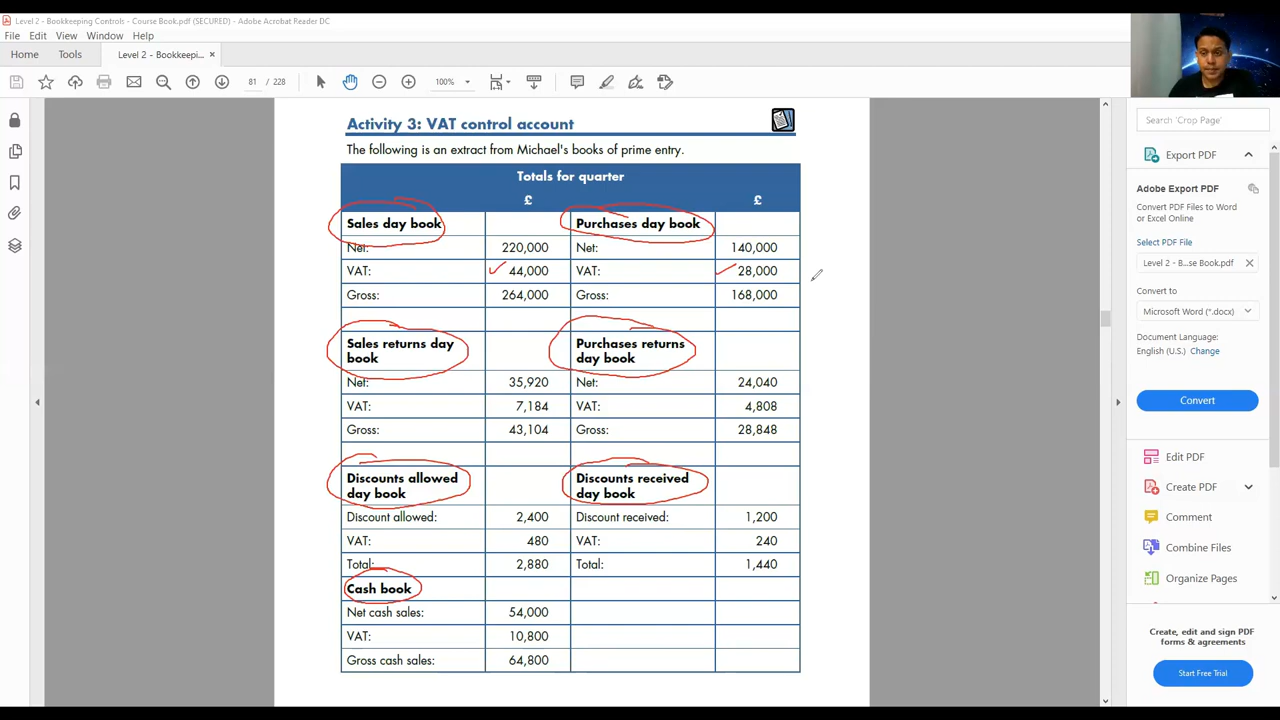 Level 2 - Bookkeeping Controls - Course Book.pdf (SECURED) - Adobe Acrobat Reader DC
File Edit View Window Help
Home Tools Level 2 - Bookkeepi... ×
81 / 228 100%
Activity 3: VAT control account
The following is an extract from Michael's books of prime entry.
Totals for quarter
£ £
Sales day book Purchases day book
Net: 220,000 Net: 140,000
VAT: 44,000 VAT: 28,000
Gross: 264,000 Gross: 168,000
Sales returns day book Purchases returns day book
Net: 35,920 Net: 24,040
VAT: 7,184 VAT: 4,808
Gross: 43,104 Gross: 28,848
Discounts allowed day book Discounts received day book
Discount allowed: 2,400 Discount received: 1,200
VAT: 480 VAT: 240
Total: 2,880 Total: 1,440
Cash book
Net cash sales: 54,000
VAT: 10,800
Gross cash sales: 64,800
Search 'Crop Page'
Export PDF
Adobe Export PDF
Convert PDF Files to Word
or Excel Online
Select PDF File
Level 2 - B...se Book.pdf ×
Convert to
Microsoft Word (*.docx)
Document Language:
English (U.S.) Change
Convert
Edit PDF
Create PDF
Comment
Combine Files
Organize Pages
Create, edit and sign PDF
forms & agreements
Start Free Trial